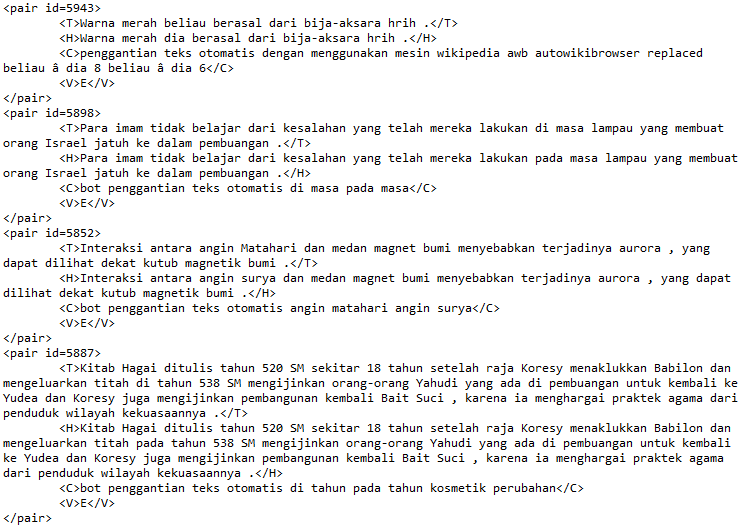 <pair id=5943>
<T>Warna merah beliau berasal dari bija-aksara hrih .</T>
<H>Warna merah dia berasal dari bija-aksara hrih .</H>
<C>penggantian teks otomatis dengan menggunakan mesin wikipedia awb autowikibrowser replaced
beliau â dia 8 beliau â dia 6</C>
<V>E</V>
</pair>
<pair id=5898>
<T>Para imam tidak belajar dari kesalahan yang telah mereka lakukan di masa lampau yang membuat
orang Israel jatuh ke dalam pembuangan .</T>
<H>Para imam tidak belajar dari kesalahan yang telah mereka lakukan pada masa lampau yang membuat
orang Israel jatuh ke dalam pembuangan .</H>
<C>bot penggantian teks otomatis di masa pada masa</C>
<V>E</V>
</pair>
<pair id=5852>
<T>Interaksi antara angin Matahari dan medan magnet bumi menyebabkan terjadinya aurora , yang
dapat dilihat dekat kutub magnetik bumi .</T>
<H>Interaksi antara angin surya dan medan magnet bumi menyebabkan terjadinya aurora , yang dapat
dilihat dekat kutub magnetik bumi .</H>
<C>bot penggantian teks otomatis angin matahari angin surya</C>
<V>E</V>
</pair>
<pair id=5887>
<T>Kitab Hagai ditulis tahun 520 SM sekitar 18 tahun setelah raja Koresy menaklukkan Babilon dan
mengeluarkan titah di tahun 538 SM mengijinkan orang-orang Yahudi yang ada di pembuangan untuk kembali ke
Yudea dan Koresy juga mengijinkan pembangunan kembali Bait Suci , karena ia menghargai praktek agama dari
penduduk wilayah kekuasaannya .</T>
<H>Kitab Hagai ditulis tahun 520 SM sekitar 18 tahun setelah raja Koresy menaklukkan Babilon dan
mengeluarkan titah pada tahun 538 SM mengijinkan orang-orang Yahudi yang ada di pembuangan untuk kembali
ke Yudea dan Koresy juga mengijinkan pembangunan kembali Bait Suci , karena ia menghargai praktek agama
dari penduduk wilayah kekuasaannya .</H>
<C>bot penggantian teks otomatis di tahun pada tahun kosmetik perubahan</C>
<V>E</V>
</pair>